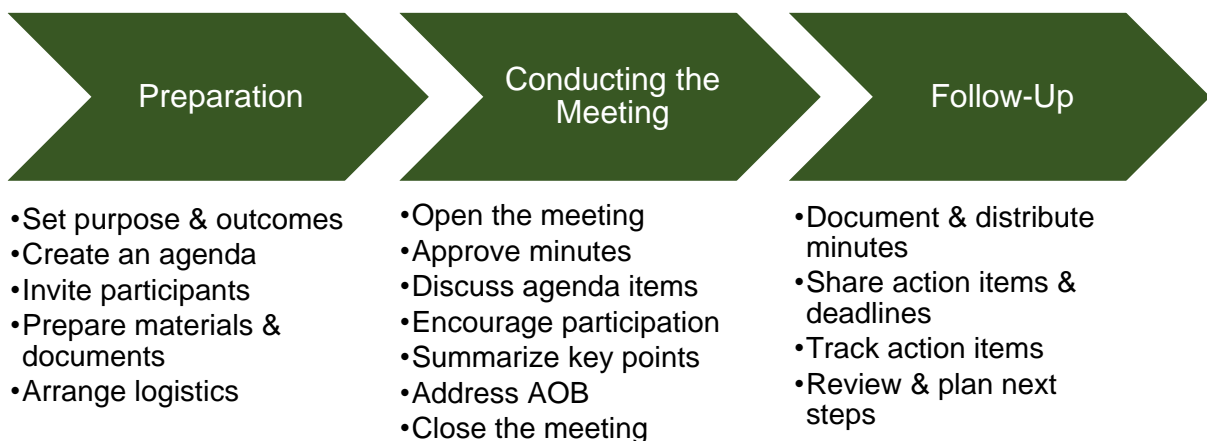 Preparation
•Set purpose & outcomes
•Create an agenda
•Invite participants
•Prepare materials &
documents
•Arrange logistics
Conducting the
Meeting
•Open the meeting
•Approve minutes
•Discuss agenda items
•Encourage participation
•Summarize key points
•Address AOB
•Close the meeting
Follow-Up
•Document & distribute
minutes
•Share action items &
deadlines
•Track action items
•Review & plan next
steps